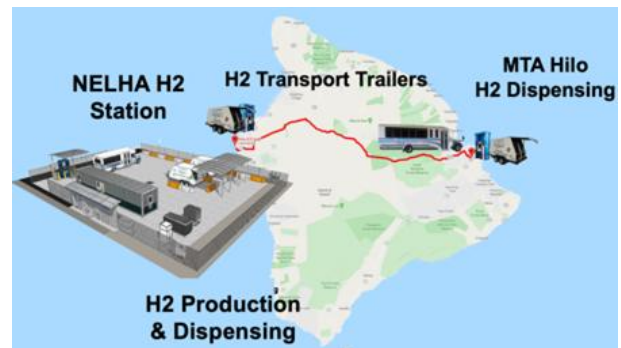 NELHA H2
Station
H2 Transport Trailers
MTA Hilo
H2 Dispensing
H2 Production
& Dispensing